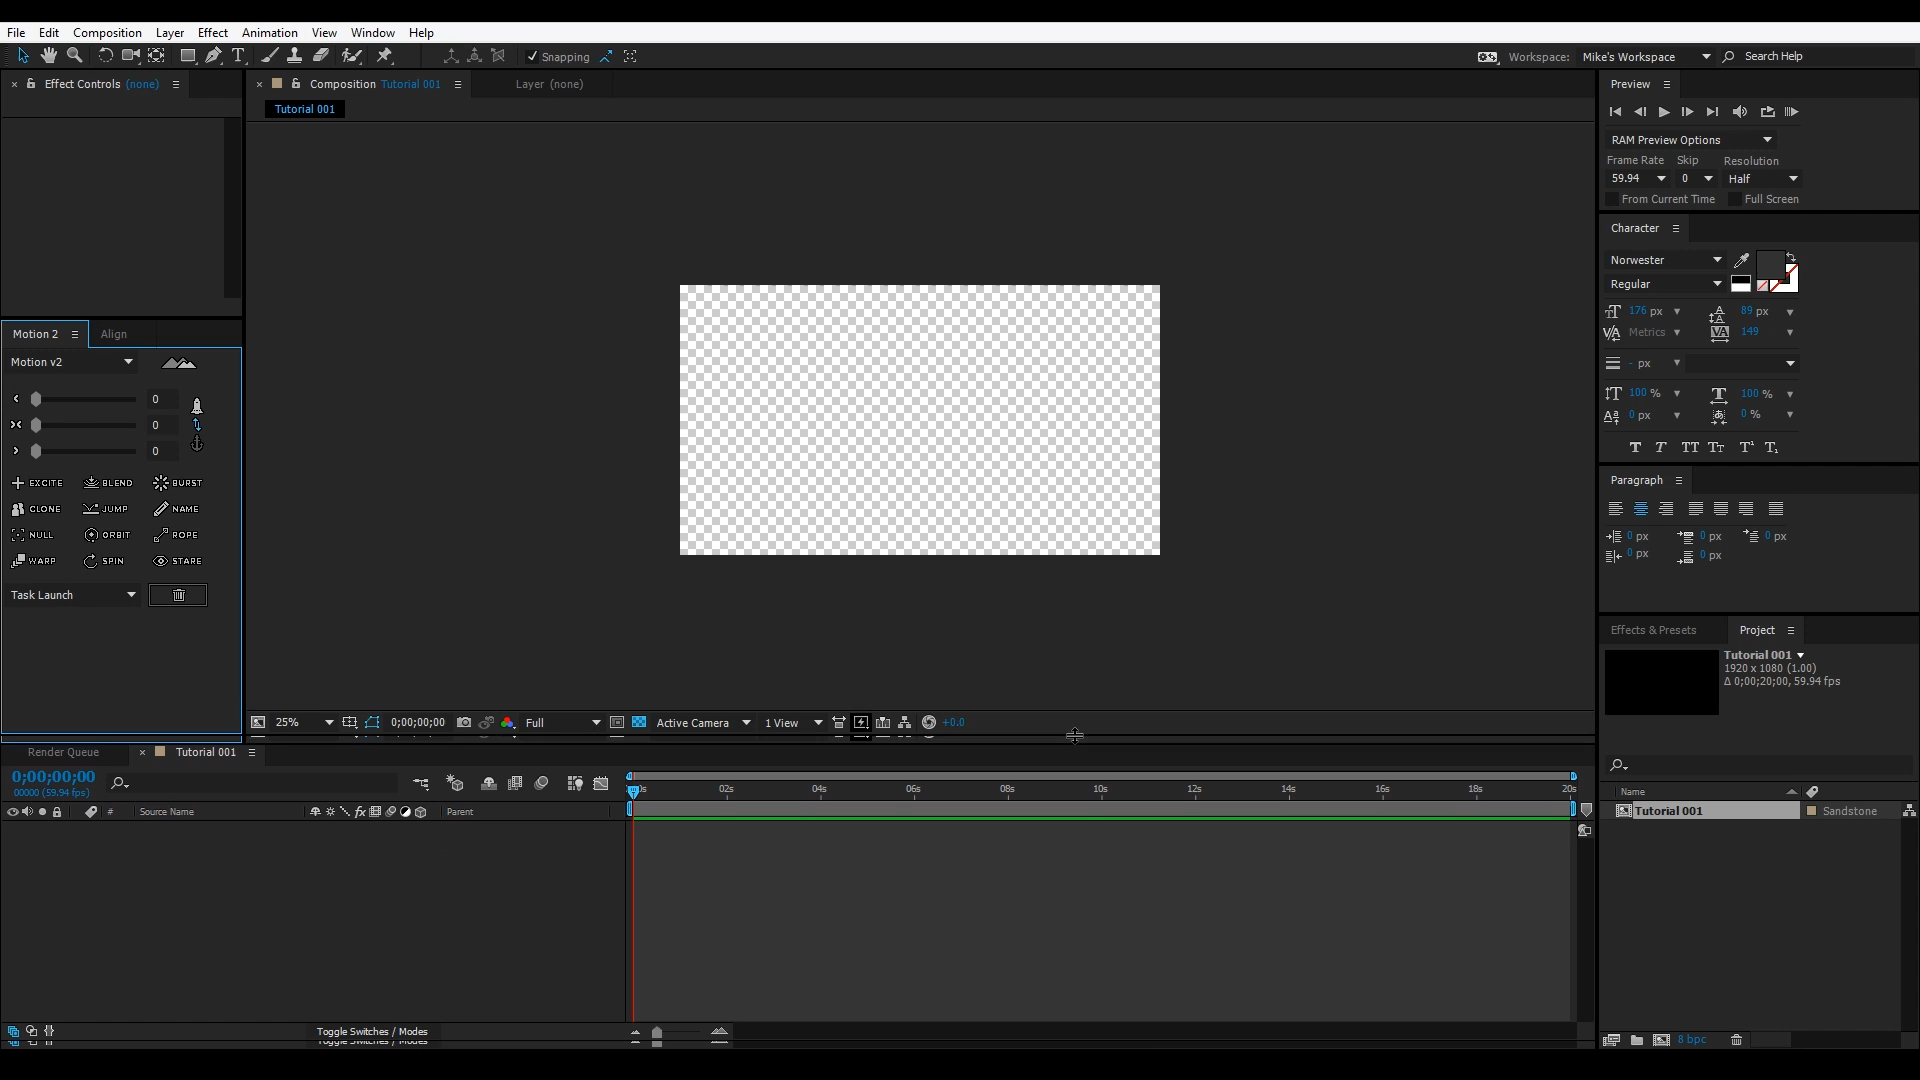 File Edit Composition Layer Effect Animation View Window Help
Snapping
Workspace: Mike's Workspace Search Help
Effect Controls (none)
Composition Tutorial 001
Layer (none)
Tutorial 001
Motion 2 Align
Motion v2
0
0
0
EXCITE BLEND BURST
CLONE JUMP NAME
NULL ORBIT ROPE
WARP SPIN STARE
Task Launch
25% 0;00;00;00 Full Active Camera 1 View +0.0
Preview
RAM Preview Options
Frame Rate Skip Resolution
59.94 0 Half
From Current Time Full Screen
Character
Norwester
Regular
176 px 89 px
Metrics 149
- px
100 % 100 %
0 px 0 %
T T TT Tт T¹ T₁
Paragraph
0 px 0 px 0 px
0 px 0 px
Effects & Presets Project
Tutorial 001
1920 x 1080 (1.00)
Δ 0;00;20;00, 59.94 fps
Name
Tutorial 001 Sandstone
8 bpc
Render Queue Tutorial 001
0;00;00;00
00000 (59.94 fps)
# Source Name fx Parent
02s 04s 06s 08s 10s 12s 14s 16s 18s 20s
Toggle Switches / Modes